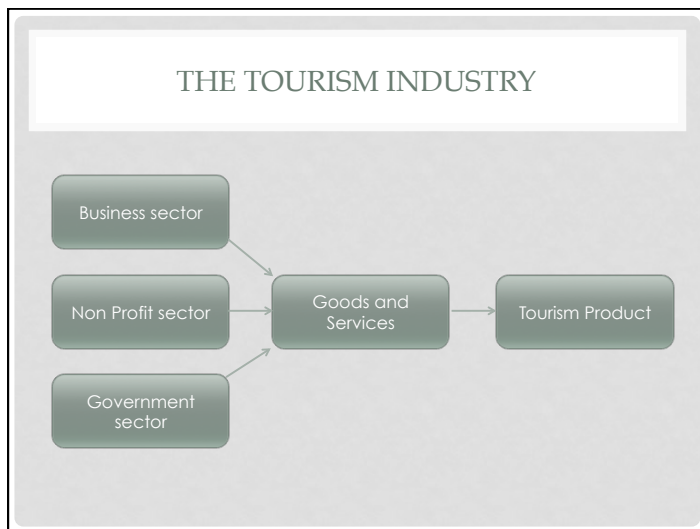 THE TOURISM INDUSTRY
Business sector
Non Profit sector
Government
sector
Goods and
Services
Tourism Product